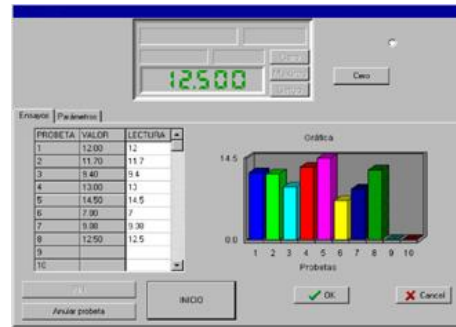 12.500
Cero
Ensayos Parámetros
PROBETA VALOR LECTURA
1 12.00 12
2 11.70 11.7
3 9.40 9.4
4 13.00 13
5 14.50 14.5
6 7.00 7
7 9.08 9.08
8 12.50 12.5
9
10
Gráfica
14.5
0.0
1 2 3 4 5 6 7 8 9 10
Probetas
Anular probeta
INICIO
OK
Cancel